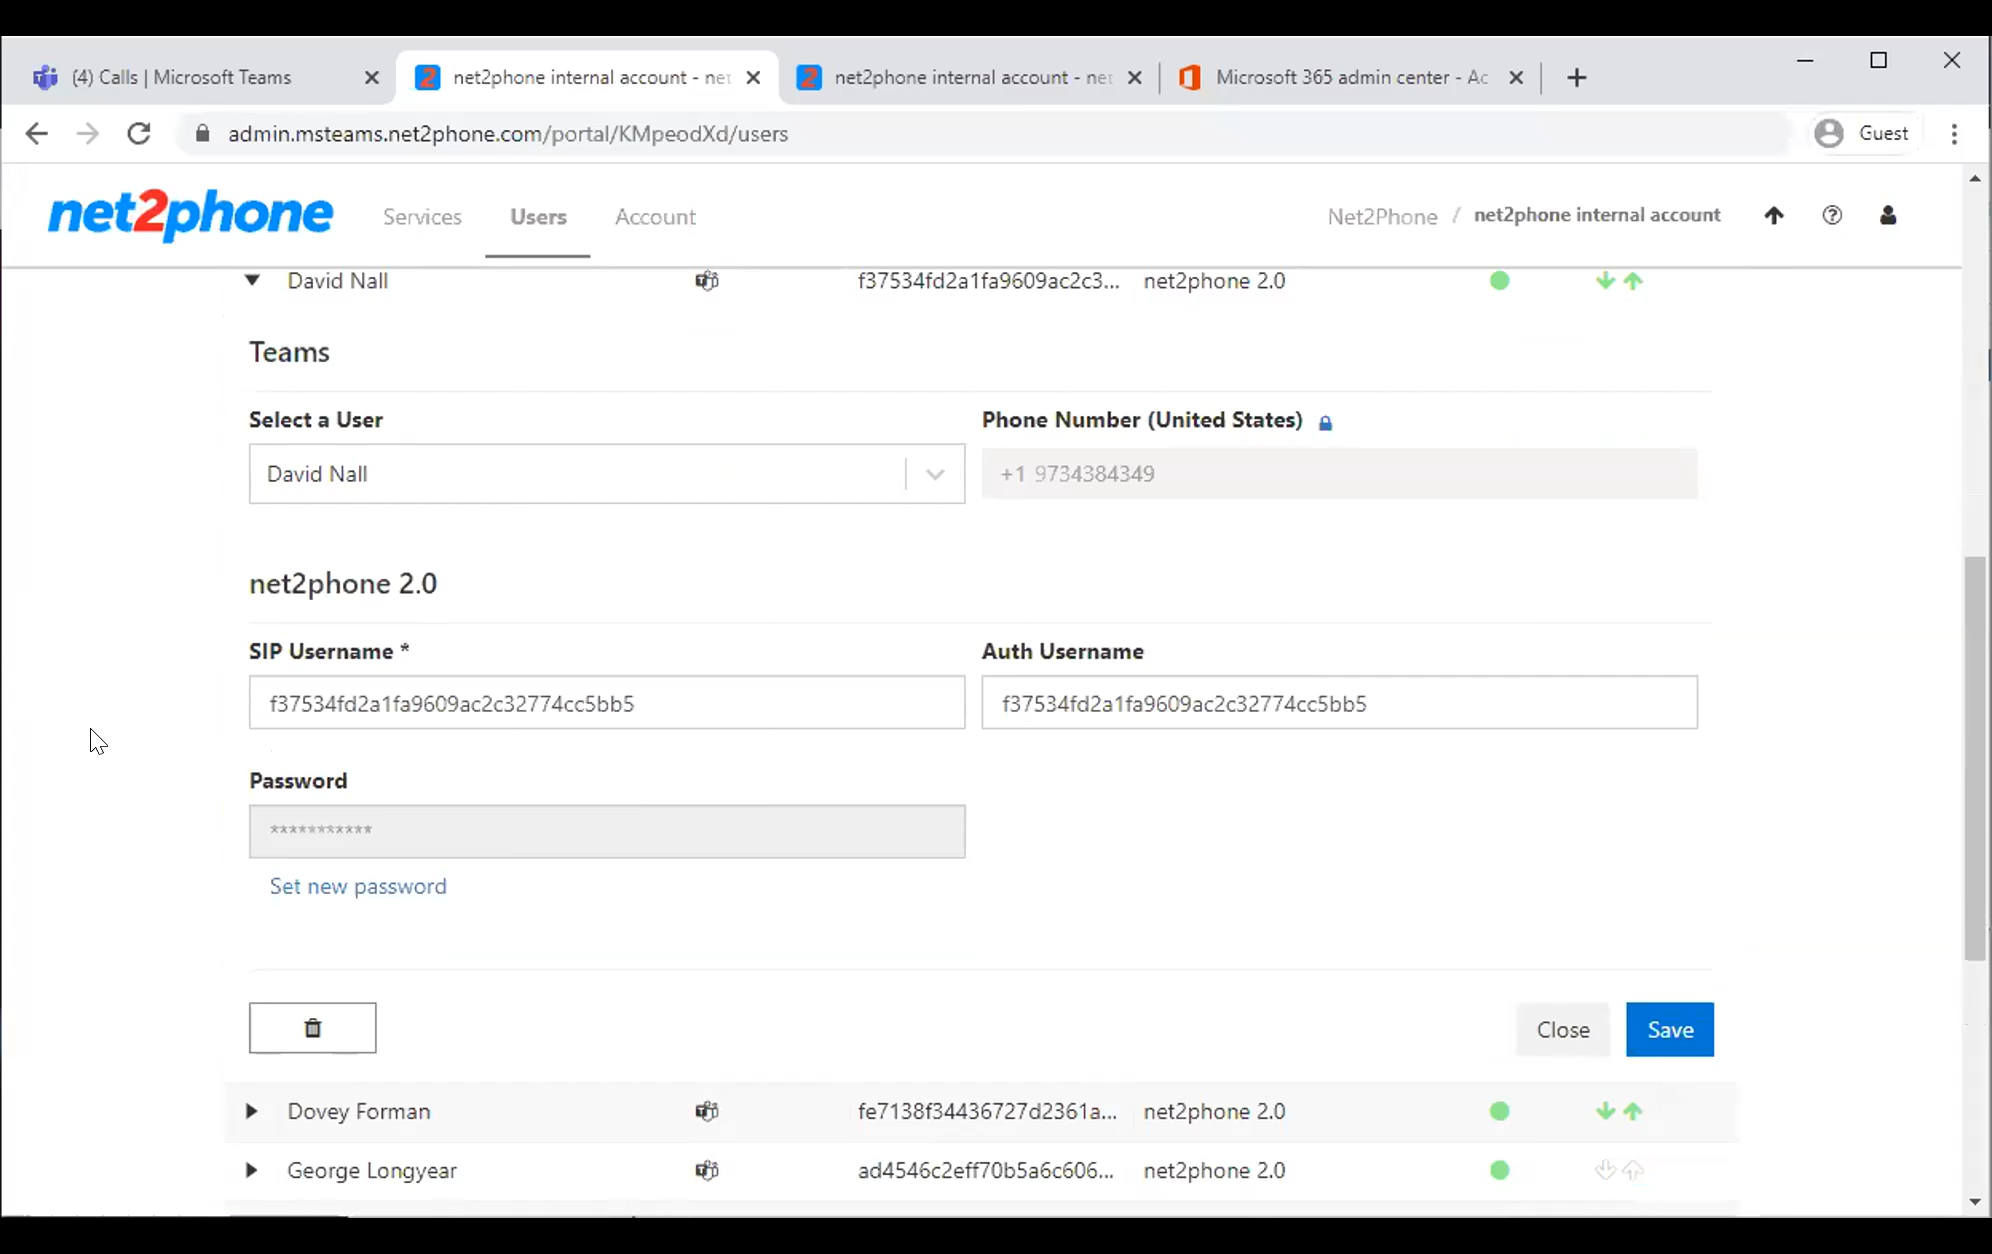 (4) Calls | Microsoft Teams
net2phone internal account - net
net2phone internal account - net
Microsoft 365 admin center - Ac
admin.msteams.net2phone.com/portal/KMpeodXd/users
Guest
net2phone
Services
Users
Account
Net2Phone / net2phone internal account
David Nall f37534fd2a1fa9609ac2c3... net2phone 2.0
Teams
Select a User
Phone Number (United States)
David Nall
+1 9734384349
net2phone 2.0
SIP Username *
Auth Username
f37534fd2a1fa9609ac2c32774cc5bb5
f37534fd2a1fa9609ac2c32774cc5bb5
Password
***********
Set new password
Close
Save
Dovey Forman fe7138f34436727d2361a... net2phone 2.0
George Longyear ad4546c2eff70b5a6c606... net2phone 2.0